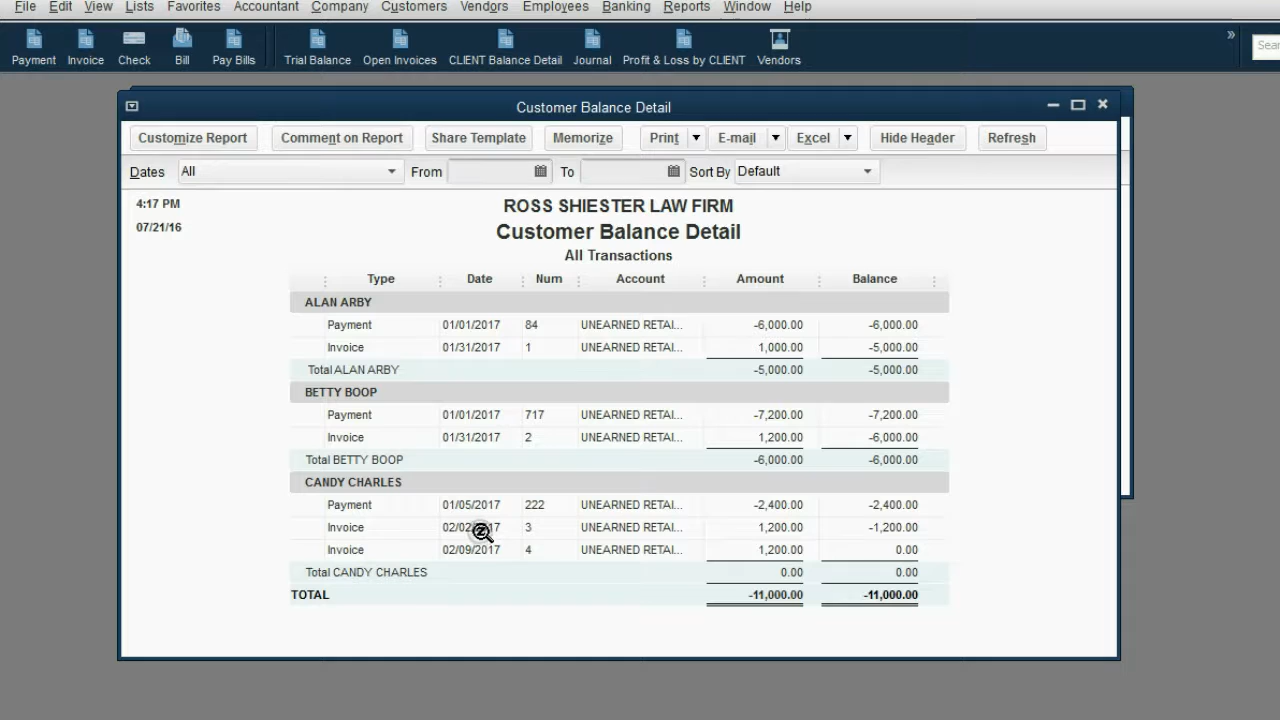 File Edit View Lists Favorites Accountant Company Customers Vendors Employees Banking Reports Window Help
Payment Invoice Check Bill Pay Bills Trial Balance Open Invoices CLIENT Balance Detail Journal Profit & Loss by CLIENT Vendors » Sear
Customer Balance Detail
Customize Report Comment on Report Share Template Memorize Print E-mail Excel Hide Header Refresh
Dates All From To Sort By Default
4:17 PM ROSS SHIESTER LAW FIRM
07/21/16 Customer Balance Detail
All Transactions
Type Date Num Account Amount Balance
ALAN ARBY
Payment 01/01/2017 84 UNEARNED RETAI... -6,000.00 -6,000.00
Invoice 01/31/2017 1 UNEARNED RETAI... 1,000.00 -5,000.00
Total ALAN ARBY -5,000.00 -5,000.00
BETTY BOOP
Payment 01/01/2017 717 UNEARNED RETAI... -7,200.00 -7,200.00
Invoice 01/31/2017 2 UNEARNED RETAI... 1,200.00 -6,000.00
Total BETTY BOOP -6,000.00 -6,000.00
CANDY CHARLES
Payment 01/05/2017 222 UNEARNED RETAI... -2,400.00 -2,400.00
Invoice 3 UNEARNED RETAI... 1,200.00 -1,200.00
Invoice 02/09/2017 4 UNEARNED RETAI... 1,200.00 0.00
Total CANDY CHARLES 0.00 0.00
TOTAL -11,000.00 -11,000.00